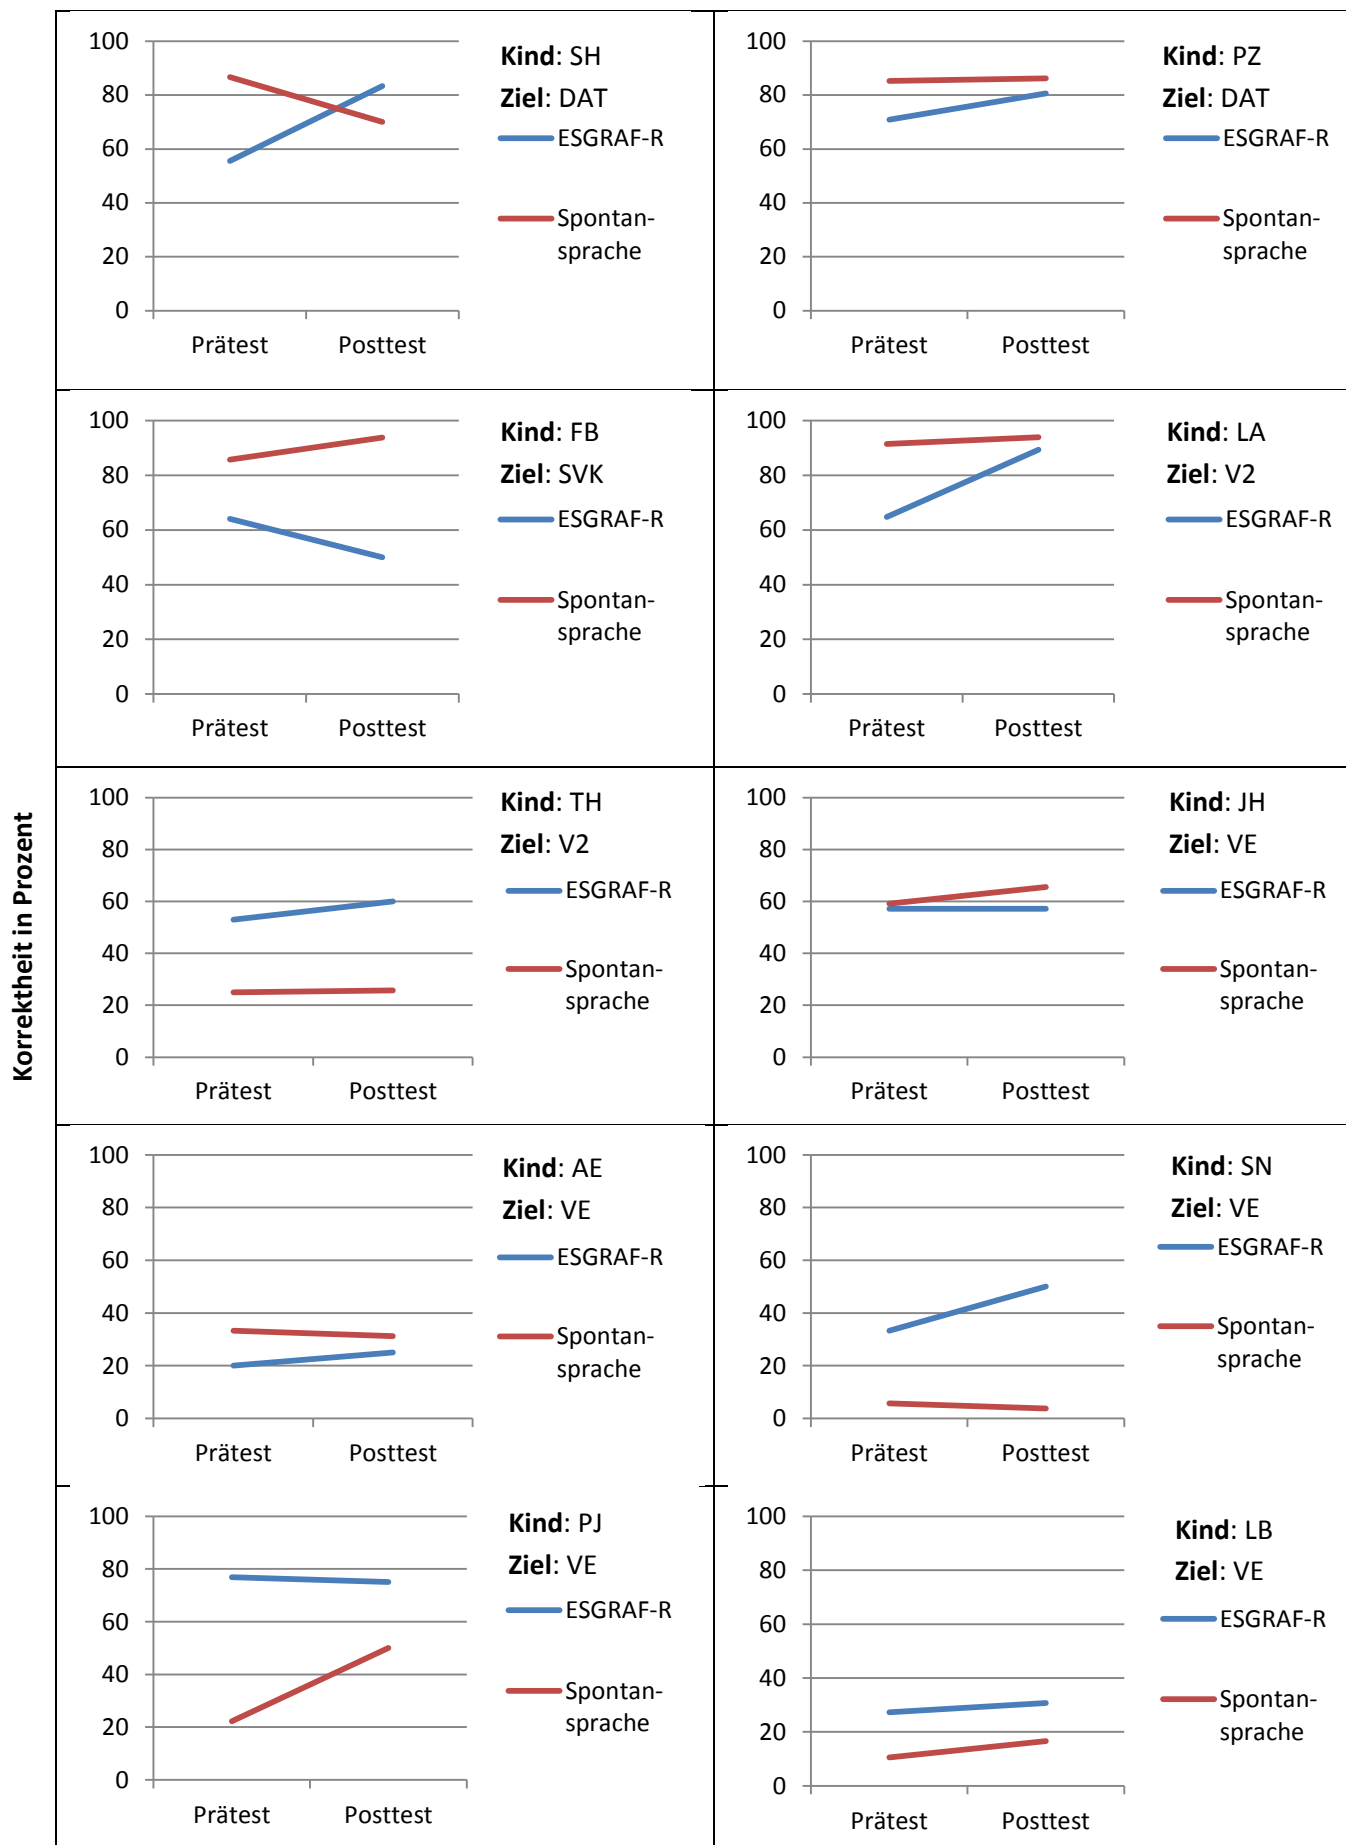 Korrektheit in Prozent
100
80
60
40
20
0
Prätest Posttest
Kind: SH
Ziel: DAT
ESGRAF-R
Spontan-
sprache
100
80
60
40
20
0
Prätest Posttest
Kind: PZ
Ziel: DAT
ESGRAF-R
Spontan-
sprache
100
80
60
40
20
0
Prätest Posttest
Kind: FB
Ziel: SVK
ESGRAF-R
Spontan-
sprache
100
80
60
40
20
0
Prätest Posttest
Kind: LA
Ziel: V2
ESGRAF-R
Spontan-
sprache
100
80
60
40
20
0
Prätest Posttest
Kind: TH
Ziel: V2
ESGRAF-R
Spontan-
sprache
100
80
60
40
20
0
Prätest Posttest
Kind: JH
Ziel: VE
ESGRAF-R
Spontan-
sprache
100
80
60
40
20
0
Prätest Posttest
Kind: AE
Ziel: VE
ESGRAF-R
Spontan-
sprache
100
80
60
40
20
0
Prätest Posttest
Kind: SN
Ziel: VE
ESGRAF-R
Spontan-
sprache
100
80
60
40
20
0
Prätest Posttest
Kind: PJ
Ziel: VE
ESGRAF-R
Spontan-
sprache
100
80
60
40
20
0
Prätest Posttest
Kind: LB
Ziel: VE
ESGRAF-R
Spontan-
sprache